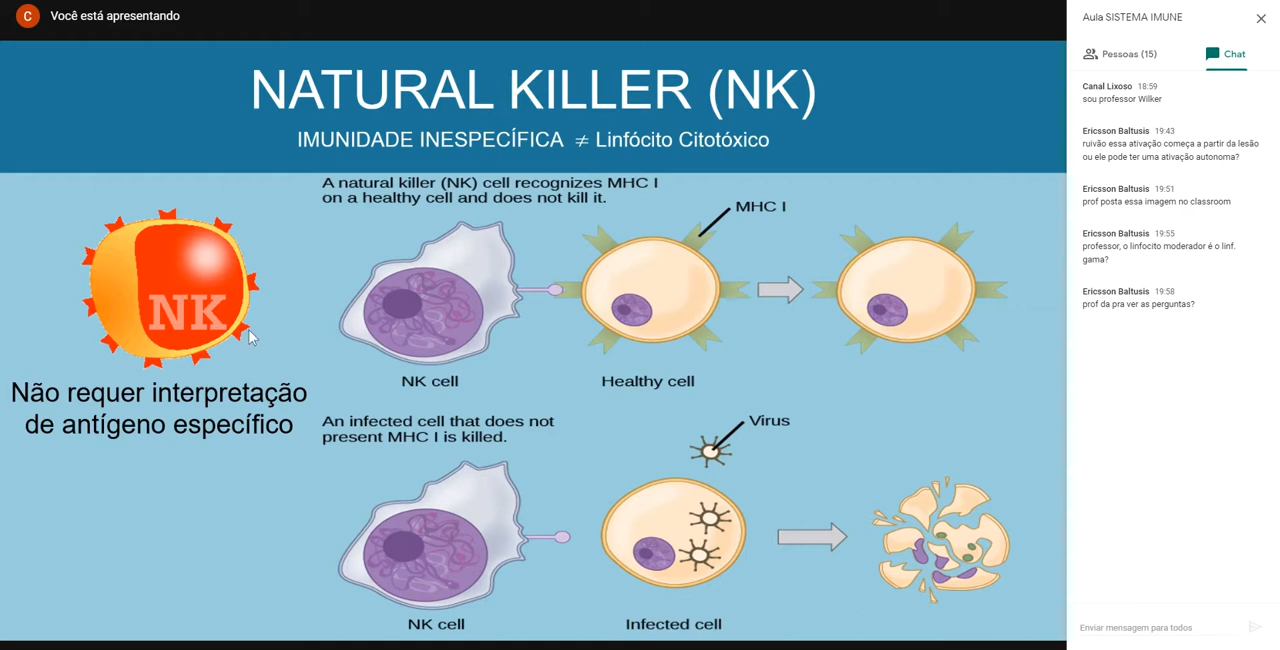 C
Você está apresentando
NATURAL KILLER (NK)
IMUNIDADE INESPECÍFICA ≠ Linfócito Citotóxico
A natural killer (NK) cell recognizes MHC I
on a healthy cell and does not kill it.
MHC I
NK
NK cell
Healthy cell
Não requer interpretação
de antígeno específico
An infected cell that does not
present MHC I is killed.
Virus
NK cell
Infected cell
Aula SISTEMA IMUNE
Pessoas (15)
Chat
Canal Lixoso 18:59
sou professor Wilker
Ericsson Baltusis 19:43
ruivão essa ativação começa a partir da lesão
ou ele pode ter uma ativação autonoma?
Ericsson Baltusis 19:51
prof posta essa imagem no classroom
Ericsson Baltusis 19:55
professor, o linfocito moderador é o linf.
gama?
Ericsson Baltusis 19:58
prof da pra ver as perguntas?
Enviar mensagem para todos